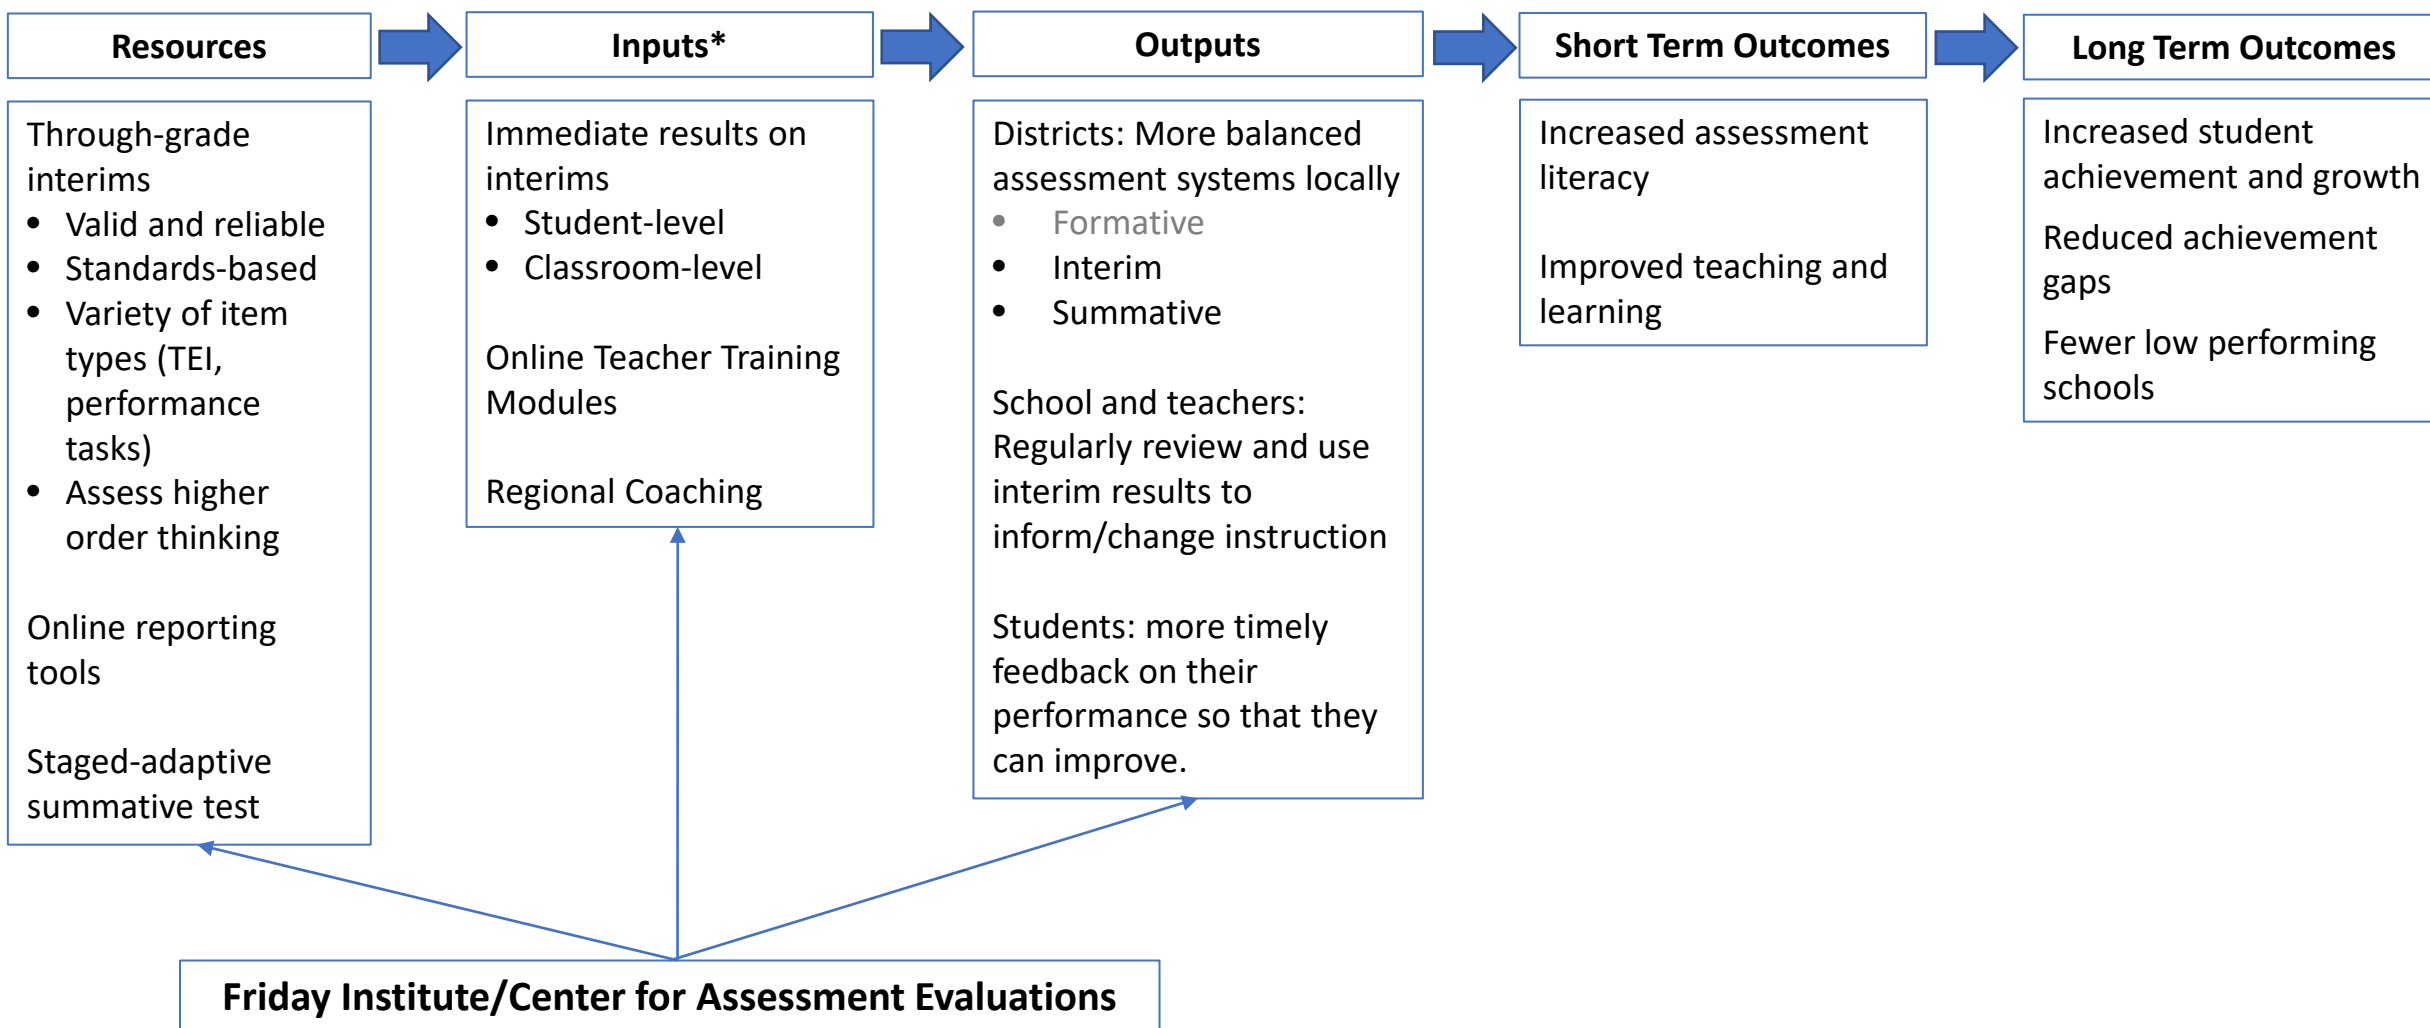 Resources
Inputs*
Outputs
Short Term Outcomes
Long Term Outcomes
Through-grade
interims
• Valid and reliable
• Standards-based
• Variety of item
types (TEI,
performance
tasks)
• Assess higher
order thinking
Online reporting
tools
Staged-adaptive
summative test
Immediate results on
interims
• Student-level
• Classroom-level
Online Teacher Training
Modules
Regional Coaching
Districts: More balanced
assessment systems locally
• Formative
• Interim
• Summative
School and teachers:
Regularly review and use
interim results to
inform/change instruction
Students: more timely
feedback on their
performance so that they
can improve.
Increased assessment
literacy
Improved teaching and
learning
Increased student
achievement and growth
Reduced achievement
gaps
Fewer low performing
schools
Friday Institute/Center for Assessment Evaluations